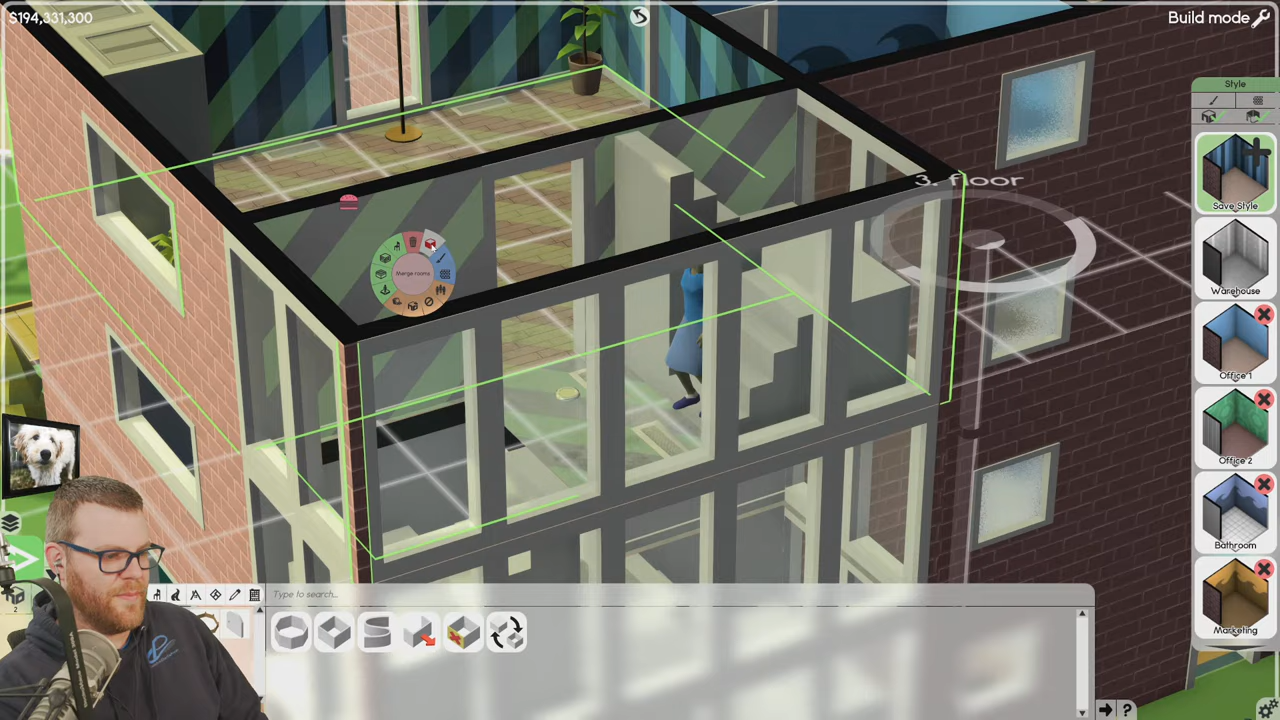 $194,331,300
Build mode
Style
3. floor
Save Style
Merge rooms
Warehouse
Office 1
Office 2
Bathroom
Marketing
Type to search...
2
?